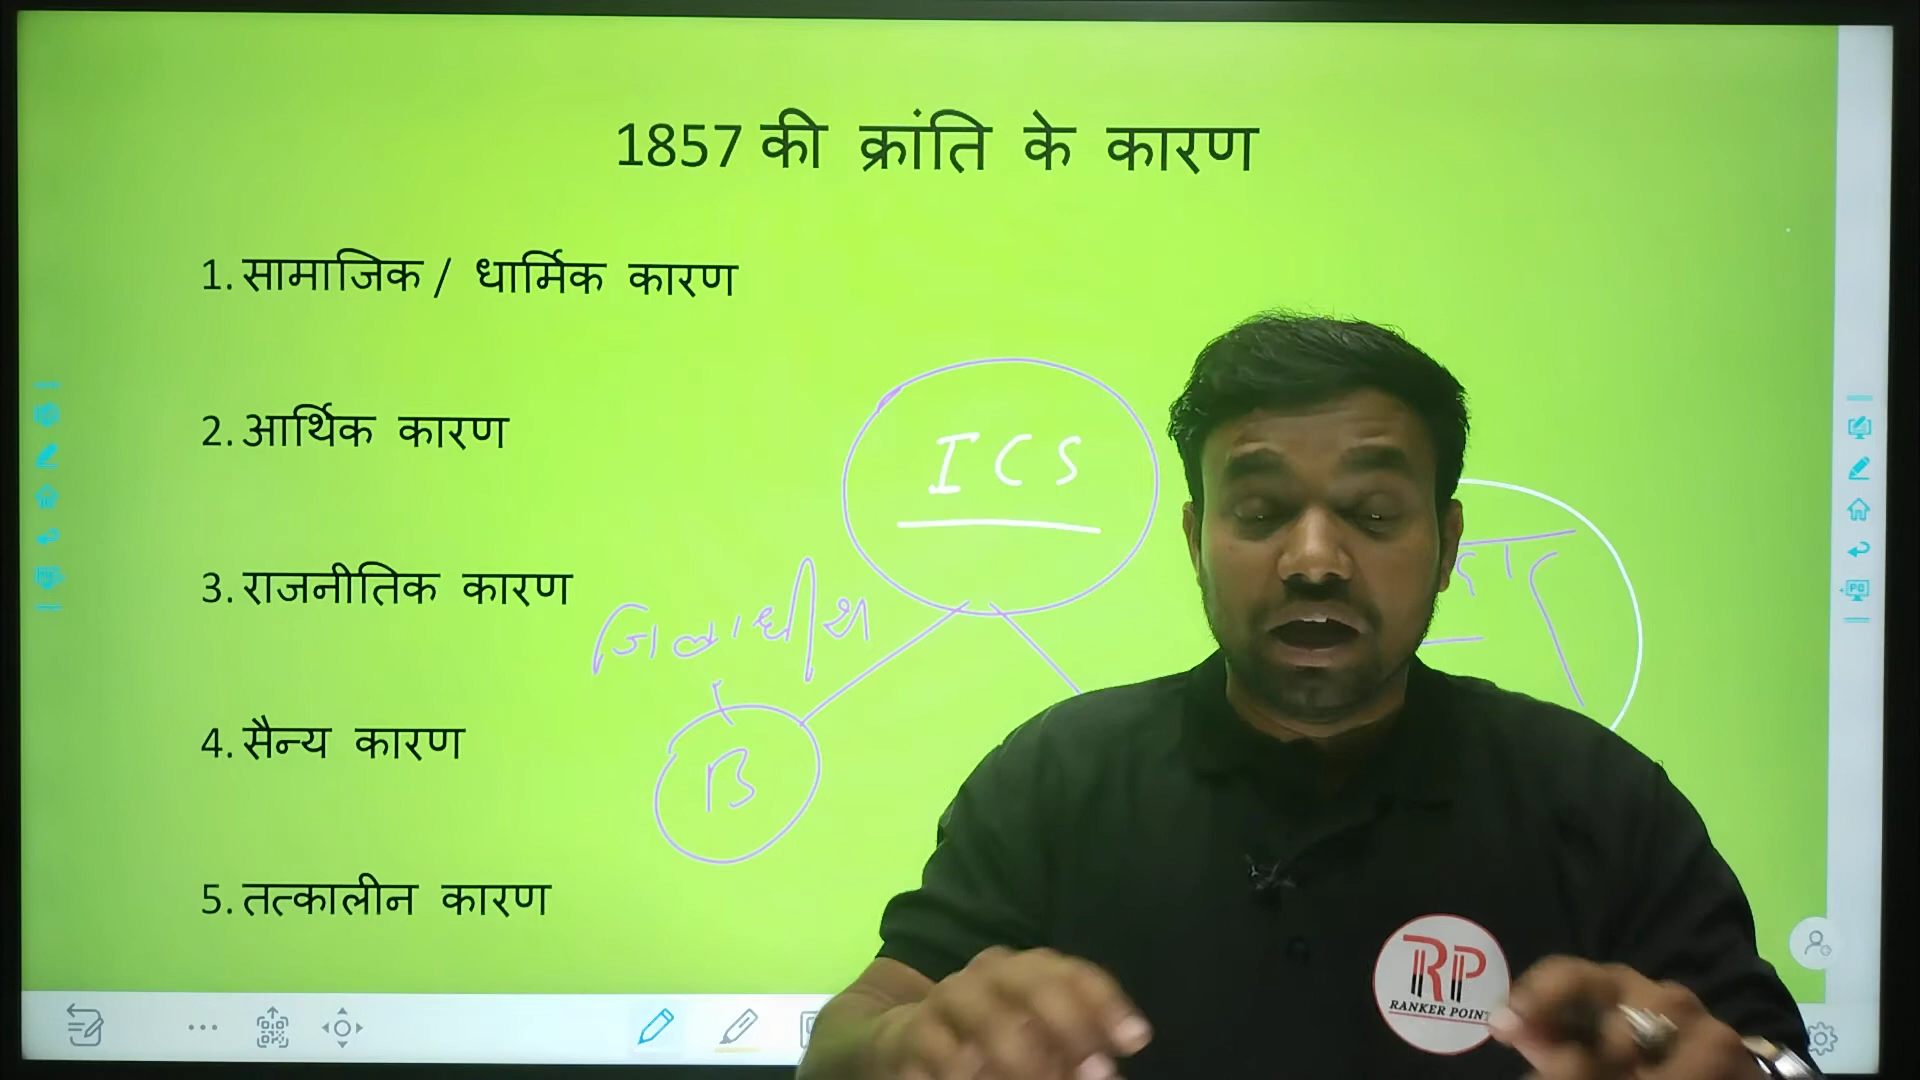 1857 की क्रांति के कारण
1. सामाजिक / धार्मिक कारण
2. आर्थिक कारण
3. राजनीतिक कारण
4. सैन्य कारण
5. तत्कालीन कारण
ICS
जिलाधीश
B
RP
RANKER POINT
PC